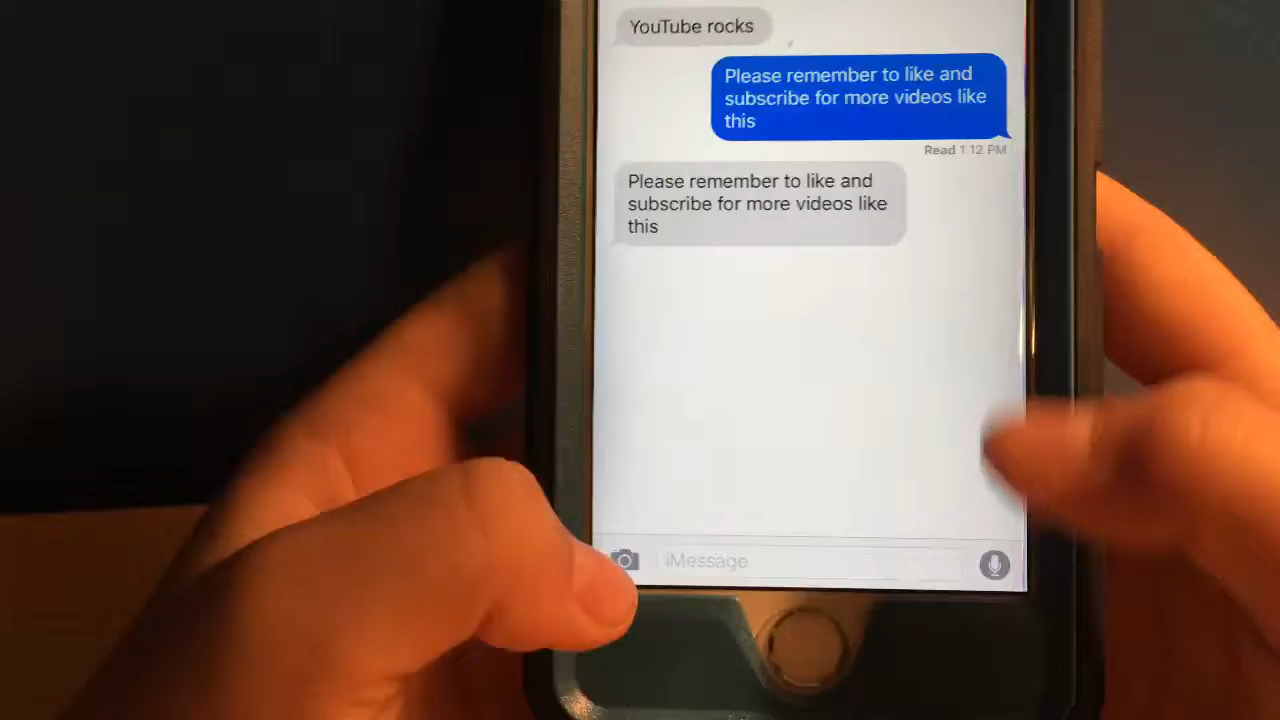 YouTube rocks
Please remember to like and
subscribe for more videos like
this
Read 1:12 PM
Please remember to like and
subscribe for more videos like
this
iMessage